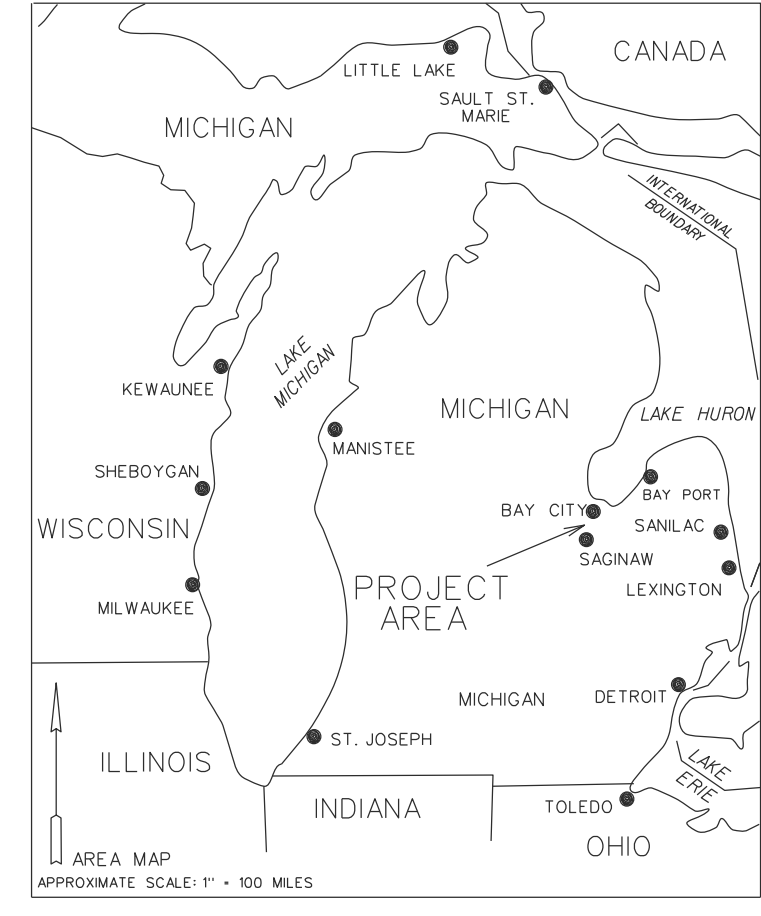 CANADA
LITTLE LAKE
SAULT ST.
MARIE
MICHIGAN
INTERNATIONAL
BOUNDARY
LAKE
MICHIGAN
KEWAUNEE
MICHIGAN
LAKE HURON
MANISTEE
SHEBOYGAN
BAY PORT
BAY CITY
WISCONSIN
SANILAC
SAGINAW
LEXINGTON
PROJECT
AREA
MILWAUKEE
MICHIGAN
DETROIT
ST. JOSEPH
ILLINOIS
LAKE
ERIE
INDIANA
TOLEDO
OHIO
AREA MAP
APPROXIMATE SCALE: 1" = 100 MILES